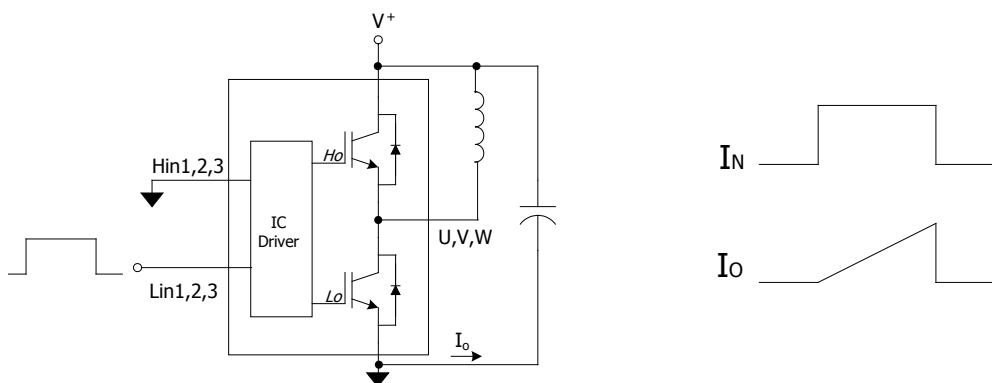 V+
Hin1,2,3
Ho
IC
Driver
U,V,W
Lin1,2,3
Lo
Io
IN
IO